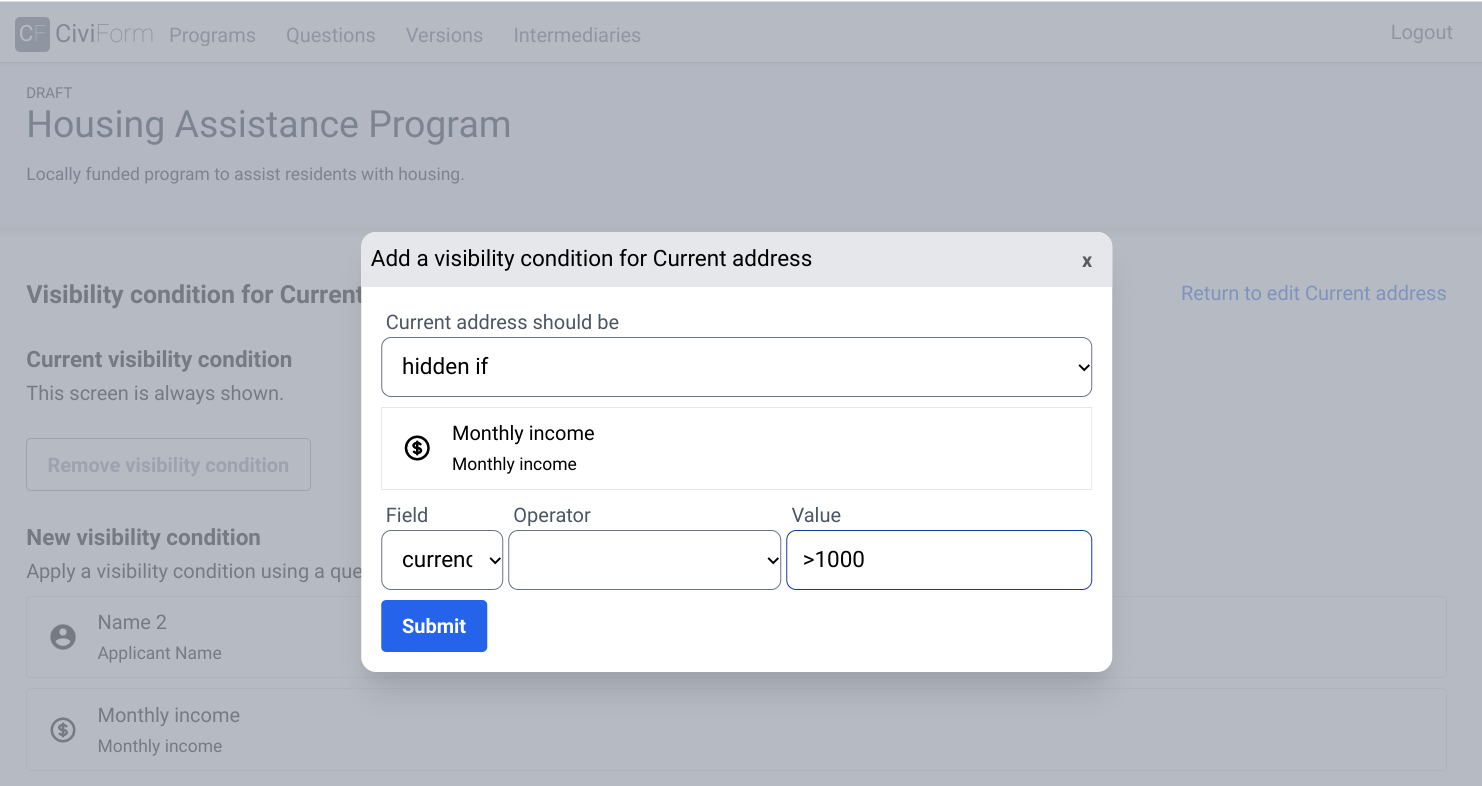 CF CiviForm Programs Questions Versions Intermediaries Logout
DRAFT
Housing Assistance Program
Locally funded program to assist residents with housing.
Add a visibility condition for Current address x
Visibility condition for Current
Return to edit Current address
Current address should be
hidden if
Current visibility condition
This screen is always shown.
Monthly income
Monthly income
Remove visibility condition
Field Operator Value
currenc
>1000
New visibility condition
Apply a visibility condition using a que
Submit
Name 2
Applicant Name
Monthly income
Monthly income